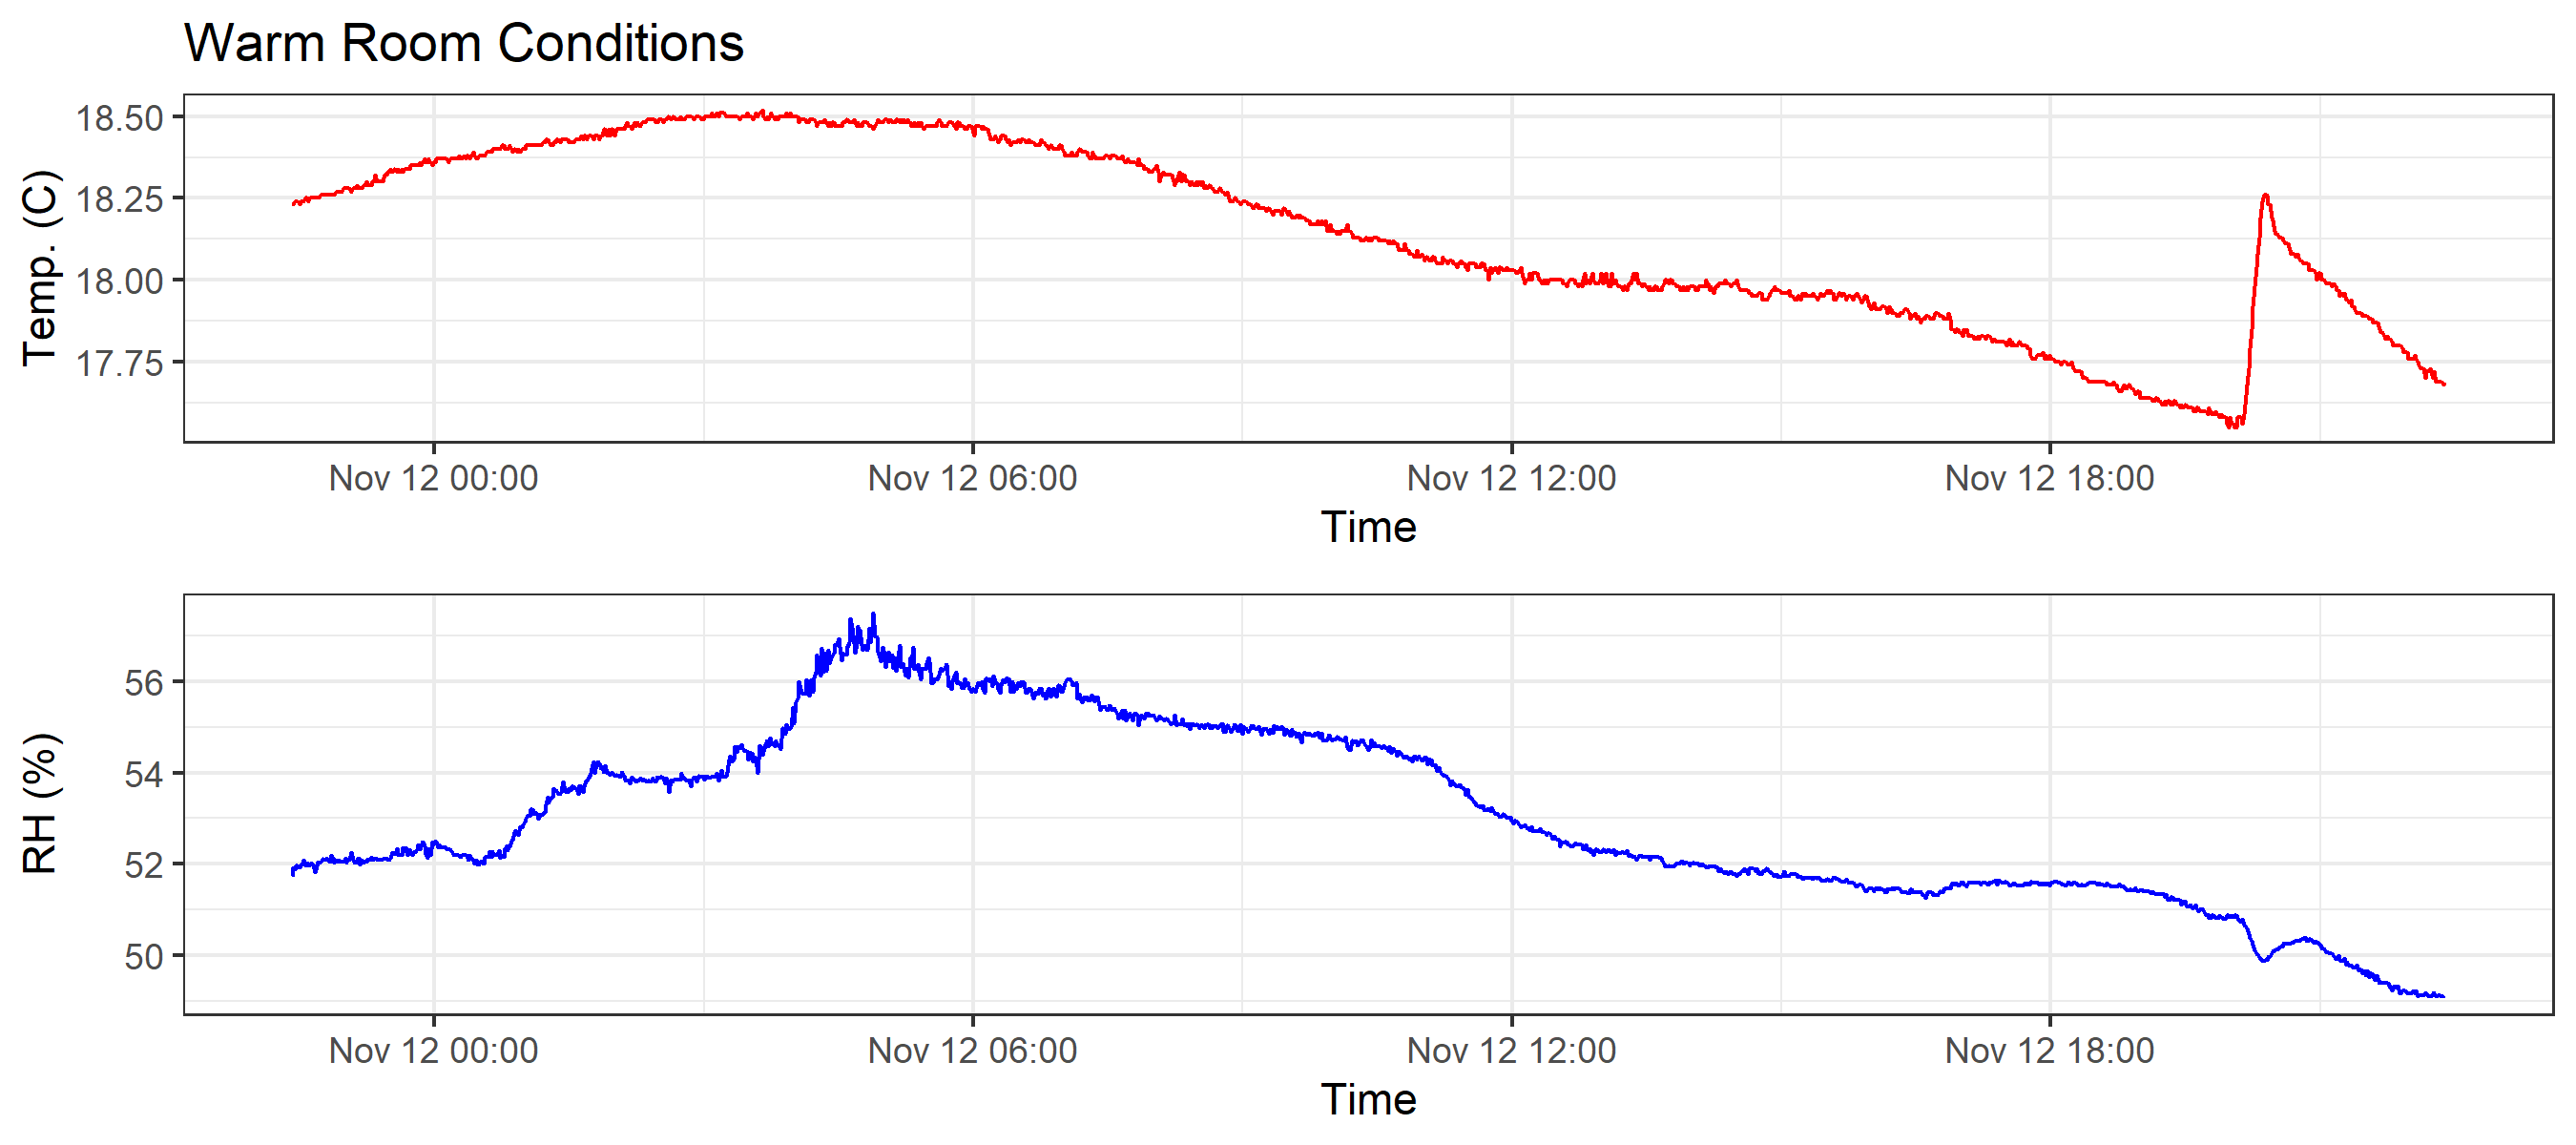 Warm Room Conditions
Temp. (C)
18.50
18.25
18.00
17.75
Nov 12 00:00 Nov 12 06:00 Nov 12 12:00 Nov 12 18:00
Time
RH (%)
56
54
52
50
Nov 12 00:00 Nov 12 06:00 Nov 12 12:00 Nov 12 18:00
Time